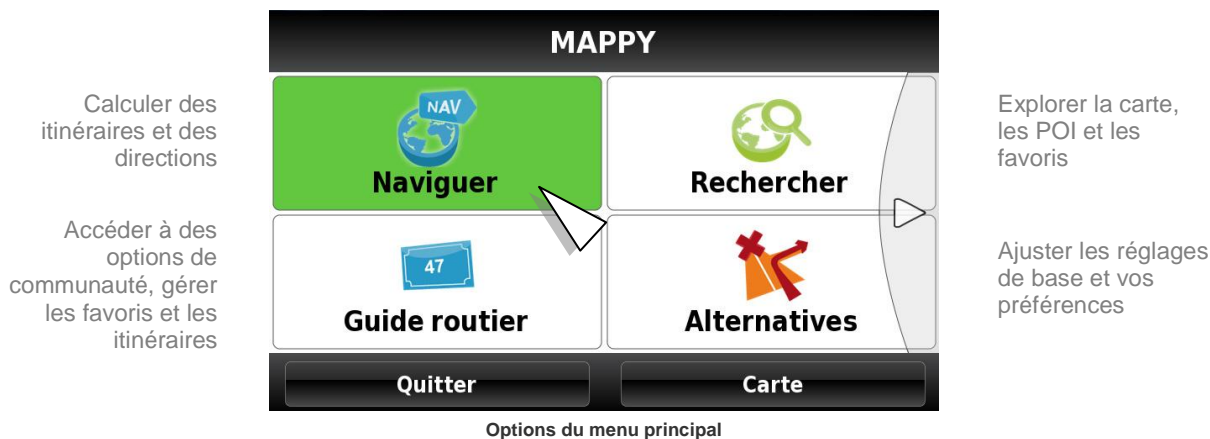 MAPPY
Calculer des
itinéraires et des
directions
NAV
Naviguer
Rechercher
Explorer la carte,
les POI et les
favoris
Accéder à des
options de
communauté, gérer
les favoris et les
itinéraires
47
Guide routier
Alternatives
Ajuster les réglages
de base et vos
préférences
Quitter
Carte
Options du menu principal